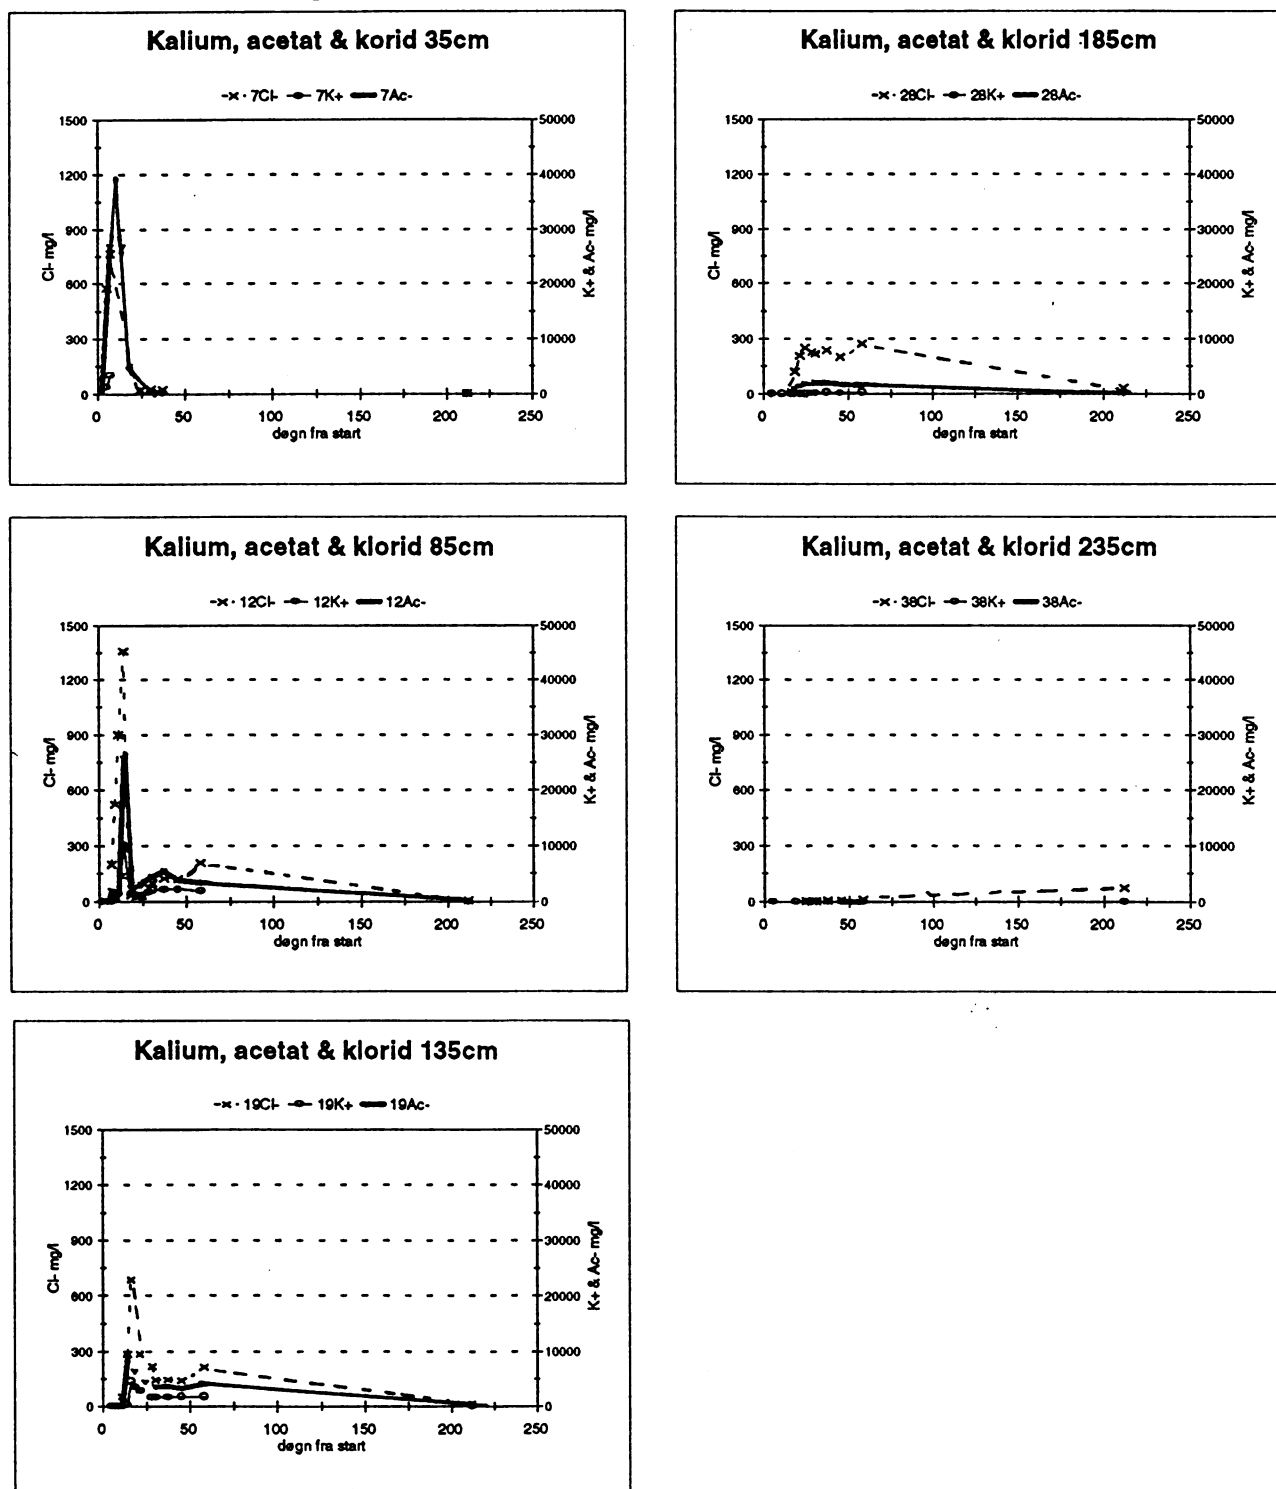 Kalium, acetat & korid 35cm
-x· 7Cl- 7K+ 7Ac-
1500 1200 900 600 300 0
Cl- mg/l
50000 40000 30000 20000 10000 0
K+ & Ac- mg/l
0 50 100 150 200 250
døgn fra start
Kalium, acetat & klorid 185cm
-x· 28Cl- 28K+ 28Ac-
1500 1200 900 600 300 0
Cl- mg/l
50000 40000 30000 20000 10000 0
K+ & Ac- mg/l
0 50 100 150 200 250
døgn fra start
Kalium, acetat & klorid 85cm
-x· 12Cl- 12K+ 12Ac-
1500 1200 900 600 300 0
Cl- mg/l
50000 40000 30000 20000 10000 0
K+ & Ac- mg/l
0 50 100 150 200 250
døgn fra start
Kalium, acetat & klorid 235cm
-x· 38Cl- 38K+ 38Ac-
1500 1200 900 600 300 0
Cl- mg/l
50000 40000 30000 20000 10000 0
K+ & Ac- mg/l
0 50 100 150 200 250
døgn fra start
Kalium, acetat & klorid 135cm
-x· 19Cl- 19K+ 19Ac-
1500 1200 900 600 300 0
Cl- mg/l
50000 40000 30000 20000 10000 0
K+ & Ac- mg/l
0 50 100 150 200 250
døgn fra start